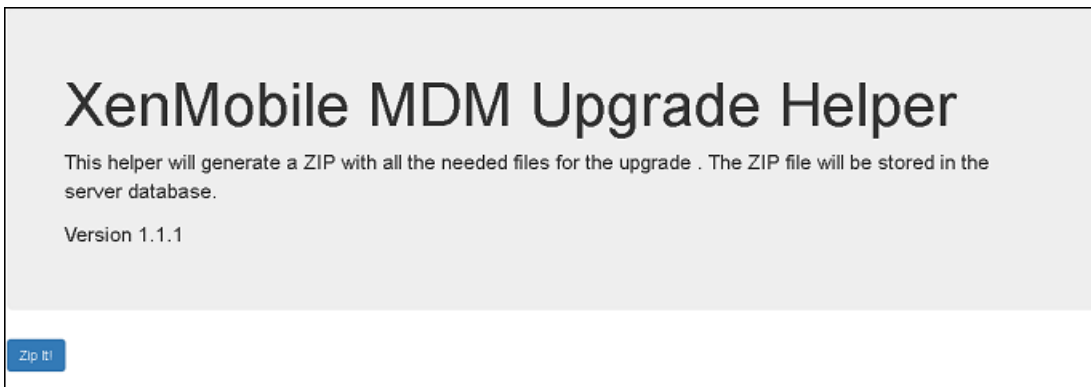 XenMobile MDM Upgrade Helper
This helper will generate a ZIP with all the needed files for the upgrade . The ZIP file will be stored in the
server database.
Version 1.1.1
Zip It!